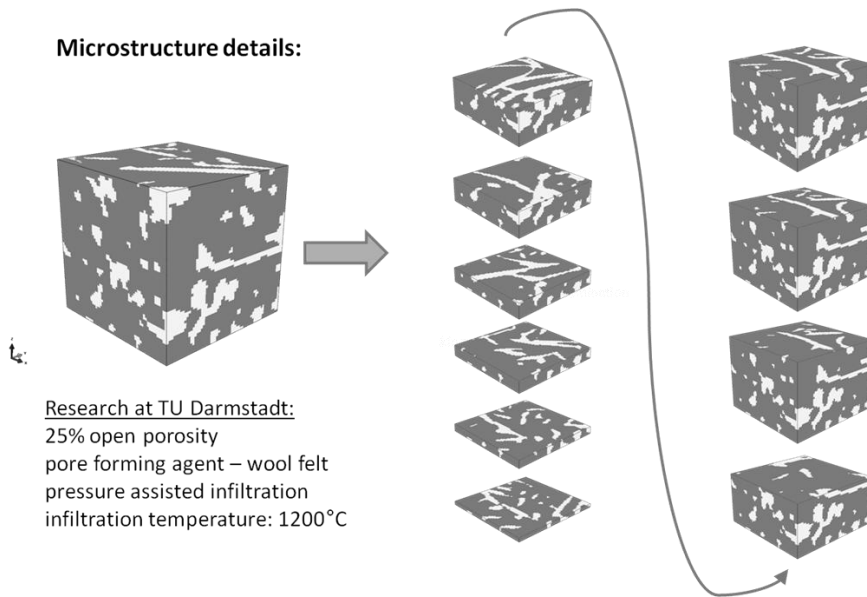 Microstructure details:
Research at TU Darmstadt:
25% open porosity
pore forming agent – wool felt
pressure assisted infiltration
infiltration temperature: 1200°C